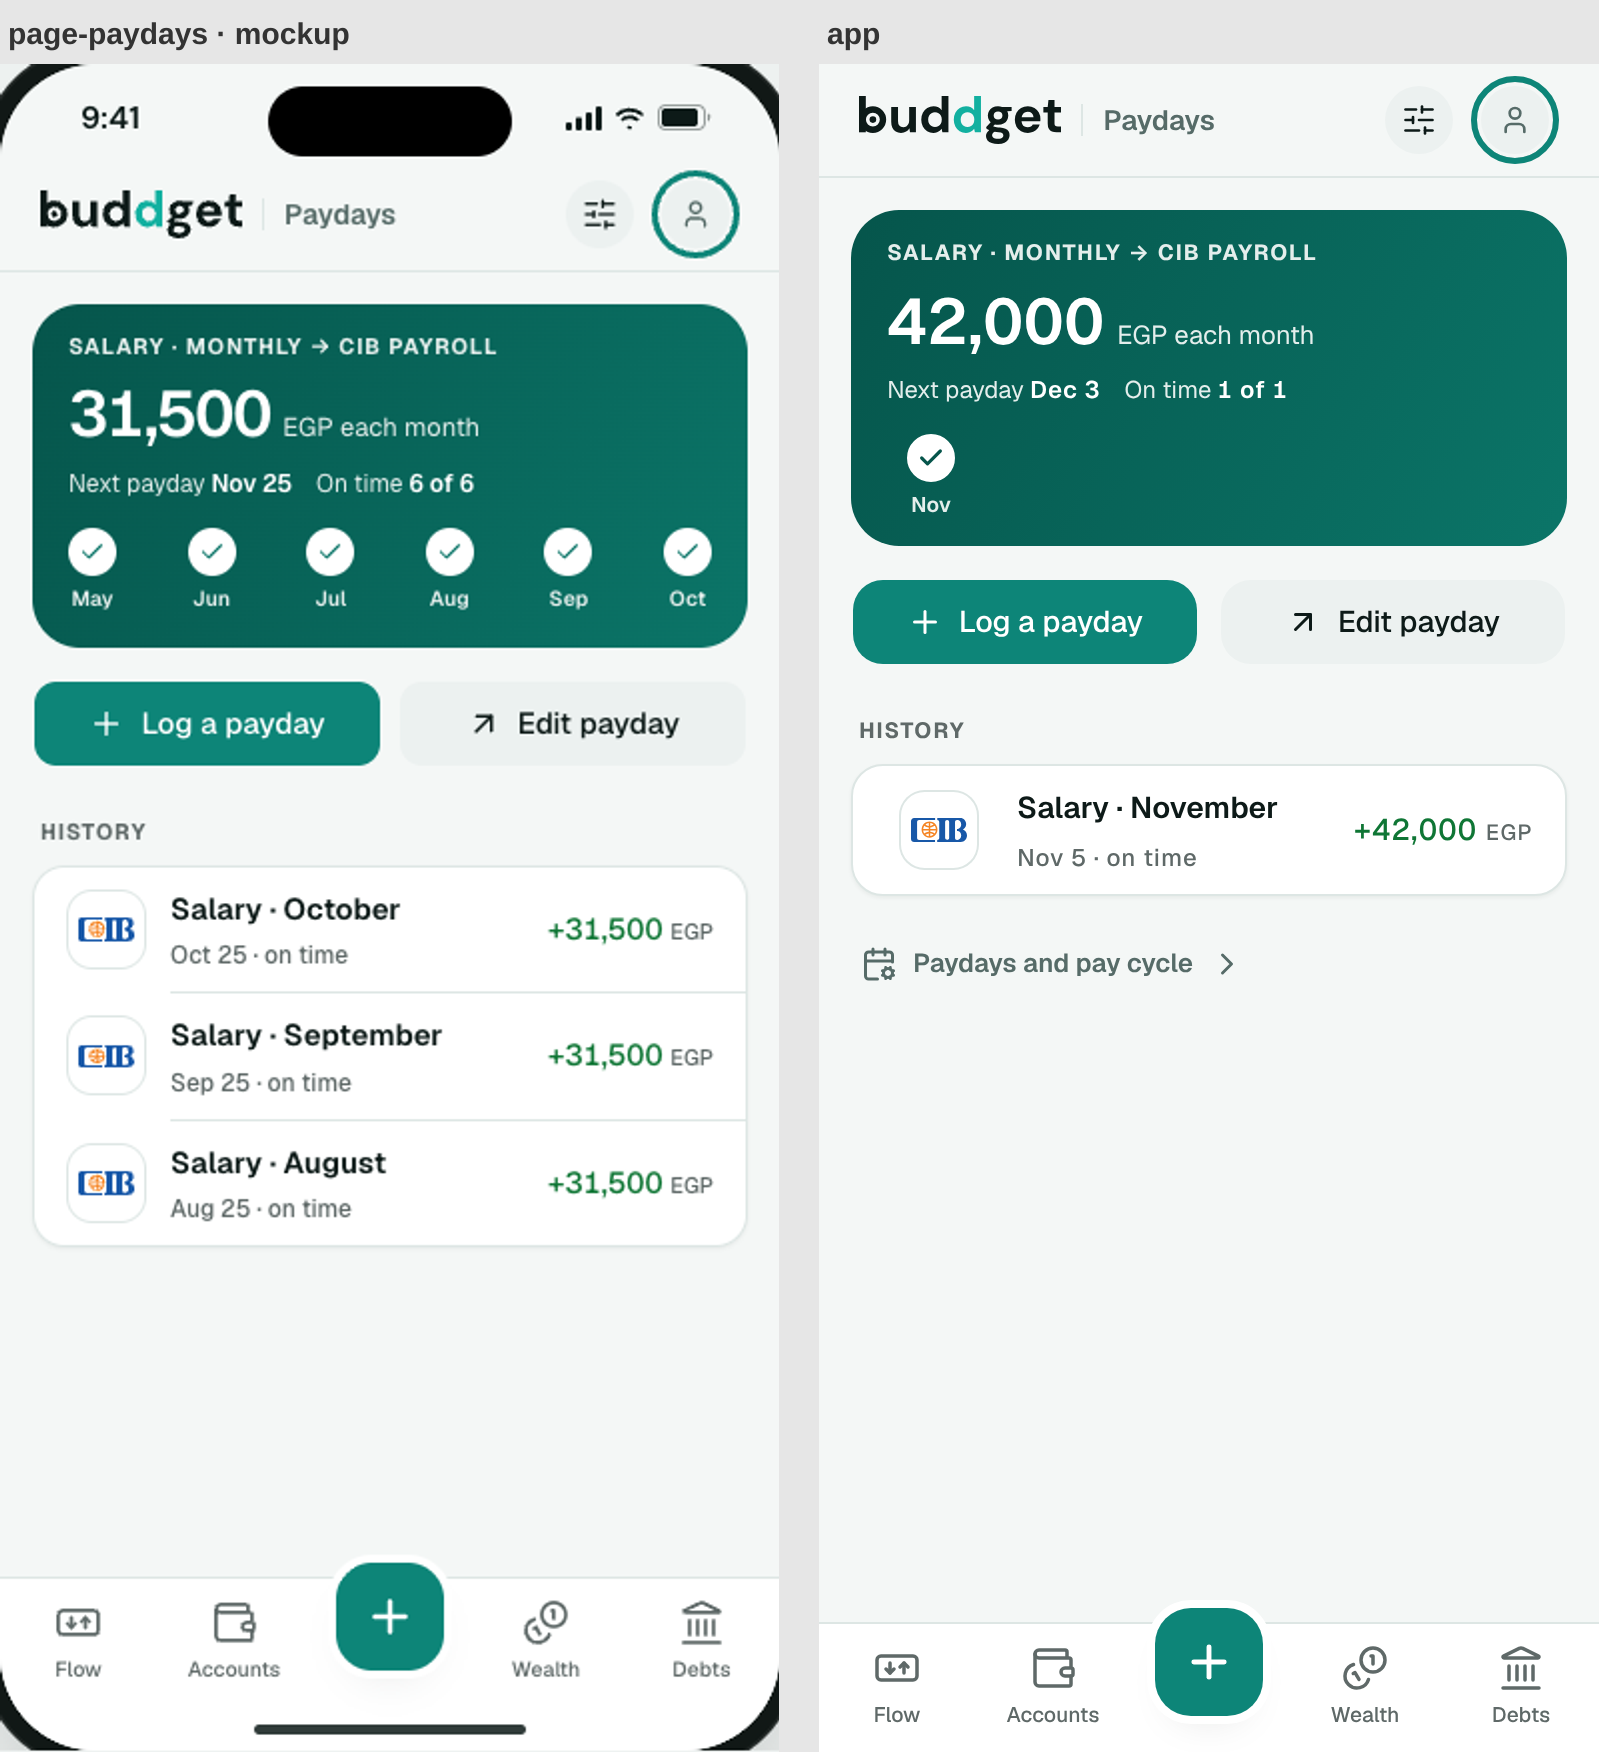 page-paydays · mockup
9:41
buddget
Paydays
SALARY · MONTHLY → CIB PAYROLL
31,500 EGP each month
Next payday Nov 25 On time 6 of 6
May Jun Jul Aug Sep Oct
Log a payday
Edit payday
HISTORY
CIB
Salary · October
Oct 25 · on time
+31,500 EGP
CIB
Salary · September
Sep 25 · on time
+31,500 EGP
CIB
Salary · August
Aug 25 · on time
+31,500 EGP
Flow Accounts Wealth Debts
app
buddget
Paydays
SALARY · MONTHLY → CIB PAYROLL
42,000 EGP each month
Next payday Dec 3 On time 1 of 1
Nov
Log a payday
Edit payday
HISTORY
CIB
Salary · November
Nov 5 · on time
+42,000 EGP
Paydays and pay cycle
Flow Accounts Wealth Debts